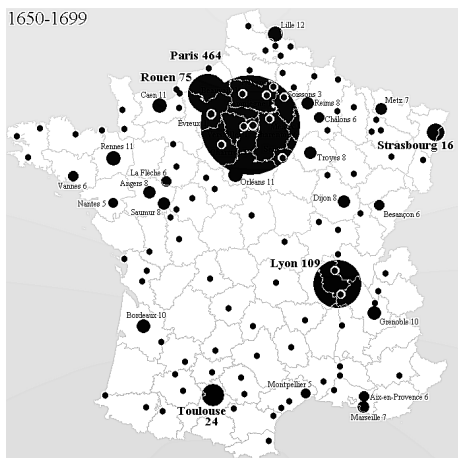 1650-1699
Lille 12
Paris 464
Rouen 75
Soissons 3
Caen 11
Reims 8
Metz 7
Châlons 6
Évreux
Strasbourg 16
Rennes 11
Troyes 8
La Flèche 6
Orléans 11
Vannes 6
Angers 8
Nantes 5
Saumur 8
Dijon 8
Besançon 6
Lyon 109
Bordeaux 10
Grenoble 10
Montpellier 5
Aix-en-Provence 6
Toulouse
24
Marseille 7